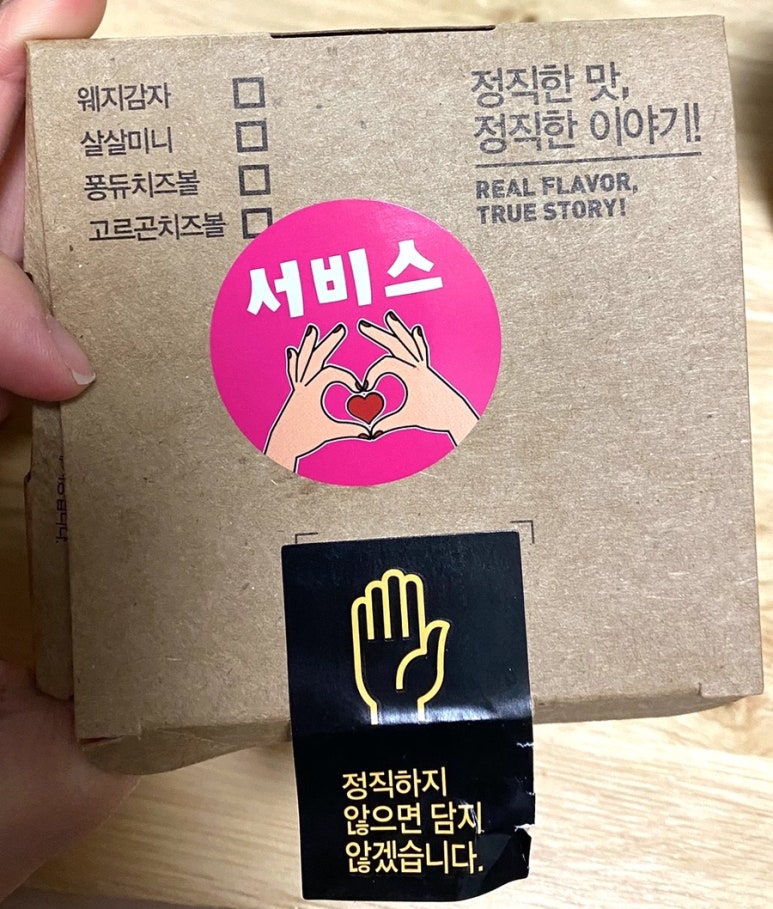 웨지감자
살살미니
퐁듀치즈볼
고르곤치즈볼
정직한 맛,
정직한 이야기!
REAL FLAVOR,
TRUE STORY!
서비스
정직하지
않으면 담지
않겠습니다.